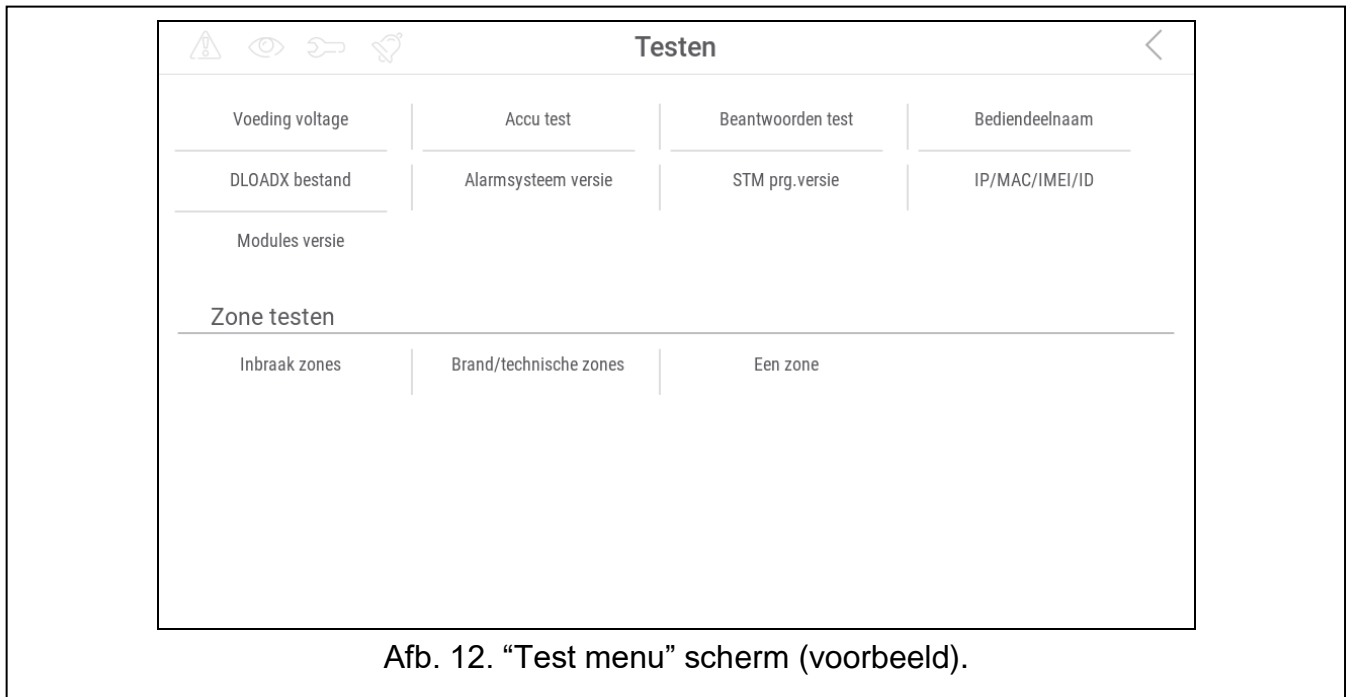 Testen
Voeding voltage Accu test Beantwoorden test Bediendeelnaam
DLOADX bestand Alarmsysteem versie STM prg.versie IP/MAC/IMEI/ID
Modules versie
Zone testen
Inbraak zones Brand/technische zones Een zone
Afb. 12. “Test menu” scherm (voorbeeld).